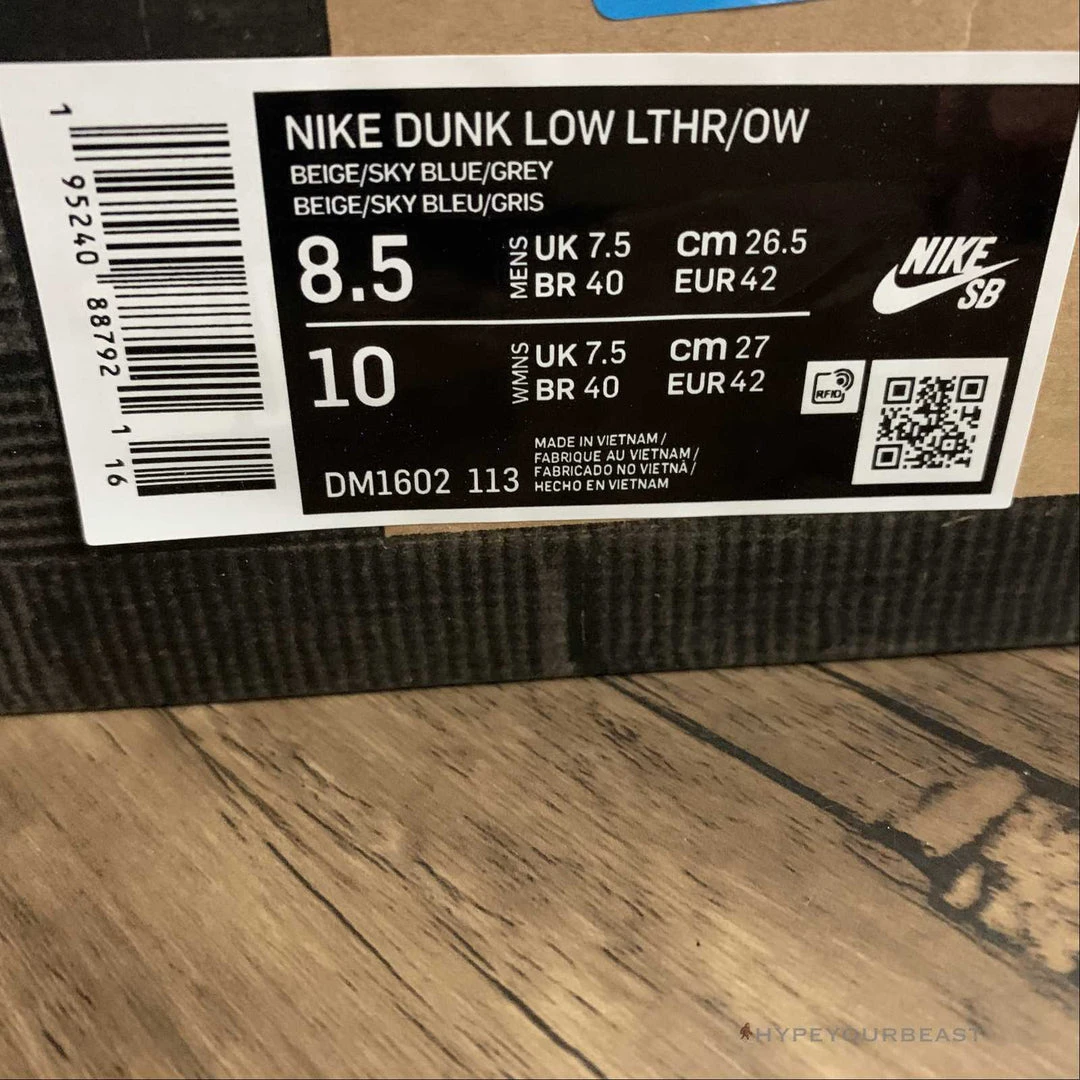 NIKE DUNK LOW LTHR/OW
BEIGE/SKY BLUE/GREY
BEIGE/SKY BLEU/GRIS
8.5
MENS
UK 7.5 cm 26.5
BR 40 EUR 42
10
WMNS
UK 7.5 cm 27
BR 40 EUR 42
NIKE
SB
RFID
DM1602 113
MADE IN VIETNAM /
FABRIQUE AU VIETNAM /
FABRICADO NO VIETNÃ /
HECHO EN VIETNAM
1 95240 88792 1 16
HYPEYOURBEAST